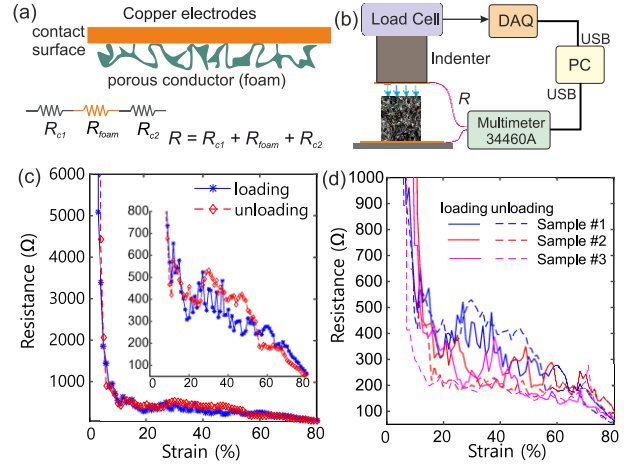 (a)
Copper electrodes
contact
surface
porous conductor (foam)
Rc1
Rfoam
Rc2
R = Rc1 + Rfoam + Rc2
(b)
Load Cell
DAQ
USB
Indenter
PC
USB
R
Multimeter
34460A
(c)
loading
unloading
6000
5000
4000
3000
2000
1000
0
20
40
60
80
Resistance (Ω)
Strain (%)
800
700
600
500
400
300
200
100
0
20
40
60
80
(d)
loading unloading
Sample #1
Sample #2
Sample #3
1000
900
800
700
600
500
400
300
200
100
0
20
40
60
80
Resistance (Ω)
Strain (%)